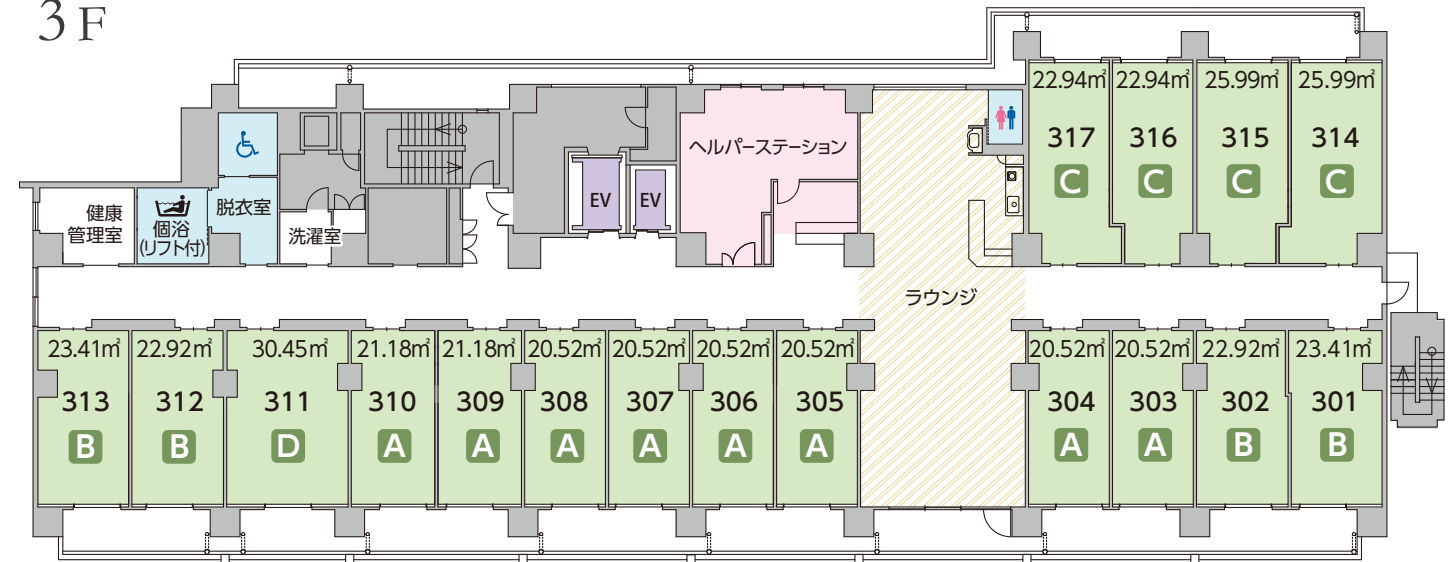 3F
22.94㎡ 22.94㎡ 25.99㎡ 25.99㎡
317 316 315 314
C C C C
ヘルパーステーション
EV EV
健康
管理室
個浴
(リフト付)
脱衣室
洗濯室
ラウンジ
23.41㎡ 22.92㎡ 30.45㎡ 21.18㎡ 21.18㎡ 20.52㎡ 20.52㎡ 20.52㎡ 20.52㎡ 20.52㎡ 20.52㎡ 22.92㎡ 23.41㎡
313 312 311 310 309 308 307 306 305 304 303 302 301
B B D A A A A A A A A B B